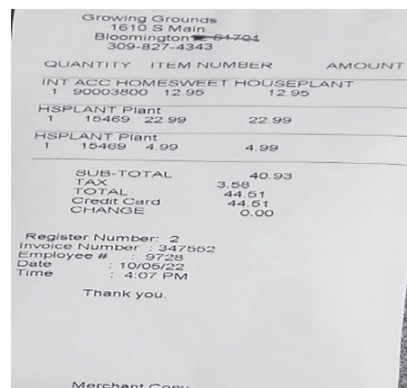 Growing Grounds
1610 S Main
Bloomington 61701
309-827-4343
QUANTITY ITEM NUMBER AMOUNT
INT ACC HOMESWEET HOUSEPLANT
1 90003800 12.95 12.95
HSPLANT Plant
1 15469 22.99 22.99
HSPLANT Plant
1 15469 4.99 4.99
SUB-TOTAL 40.93
TAX 3.58
TOTAL 44.51
Credit Card 44.51
CHANGE 0.00
Register Number: 2
Invoice Number : 347552
Employee # : 9728
Date : 10/05/22
Time : 4:07 PM
Thank you.
Merchant Copy